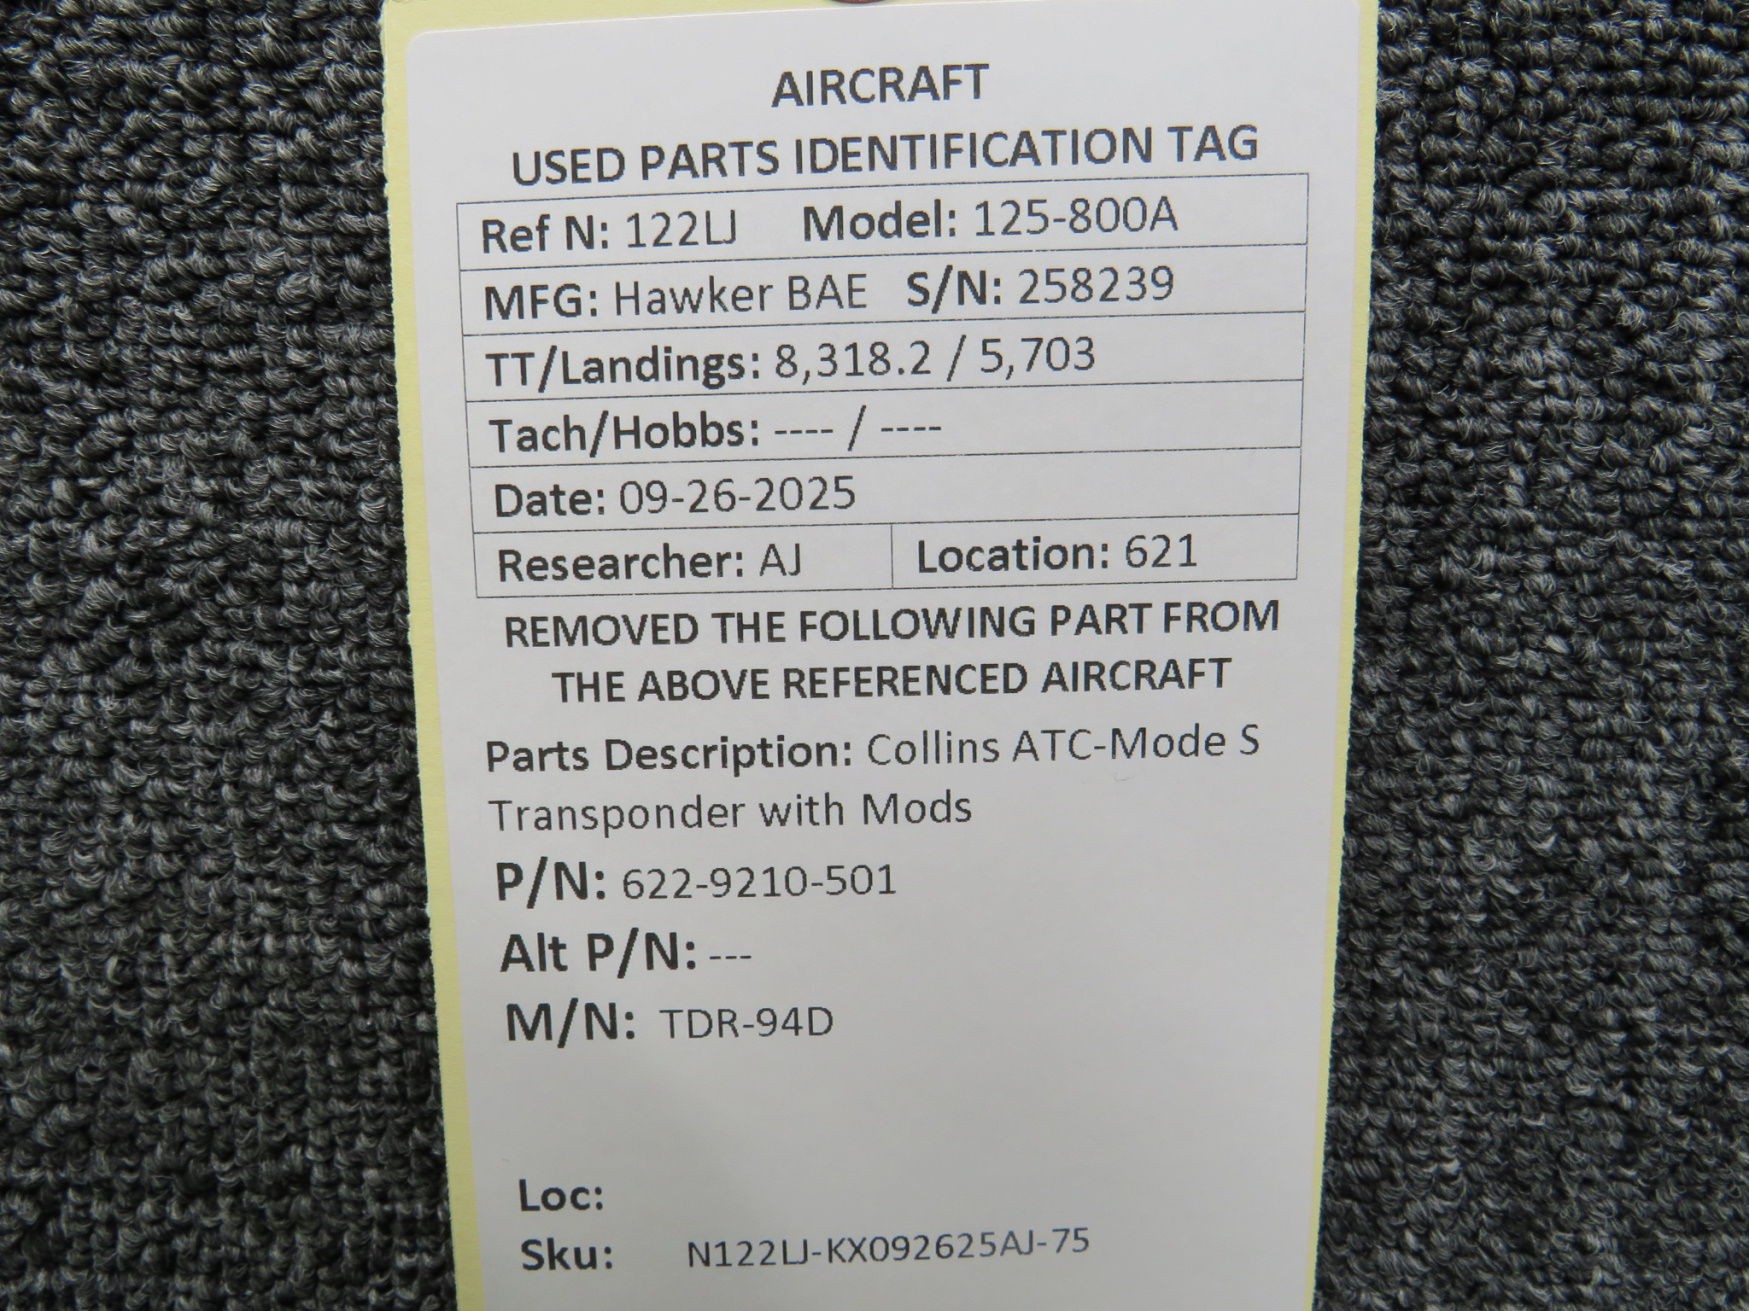 AIRCRAFT
USED PARTS IDENTIFICATION TAG
Ref N: 122LJ Model: 125-800A
MFG: Hawker BAE S/N: 258239
TT/Landings: 8,318.2 / 5,703
Tach/Hobbs: ---- / ----
Date: 09-26-2025
Researcher: AJ Location: 621
REMOVED THE FOLLOWING PART FROM
THE ABOVE REFERENCED AIRCRAFT
Parts Description: Collins ATC-Mode S
Transponder with Mods
P/N: 622-9210-501
Alt P/N: ---
M/N: TDR-94D
Loc:
Sku: N122LJ-KX092625AJ-75